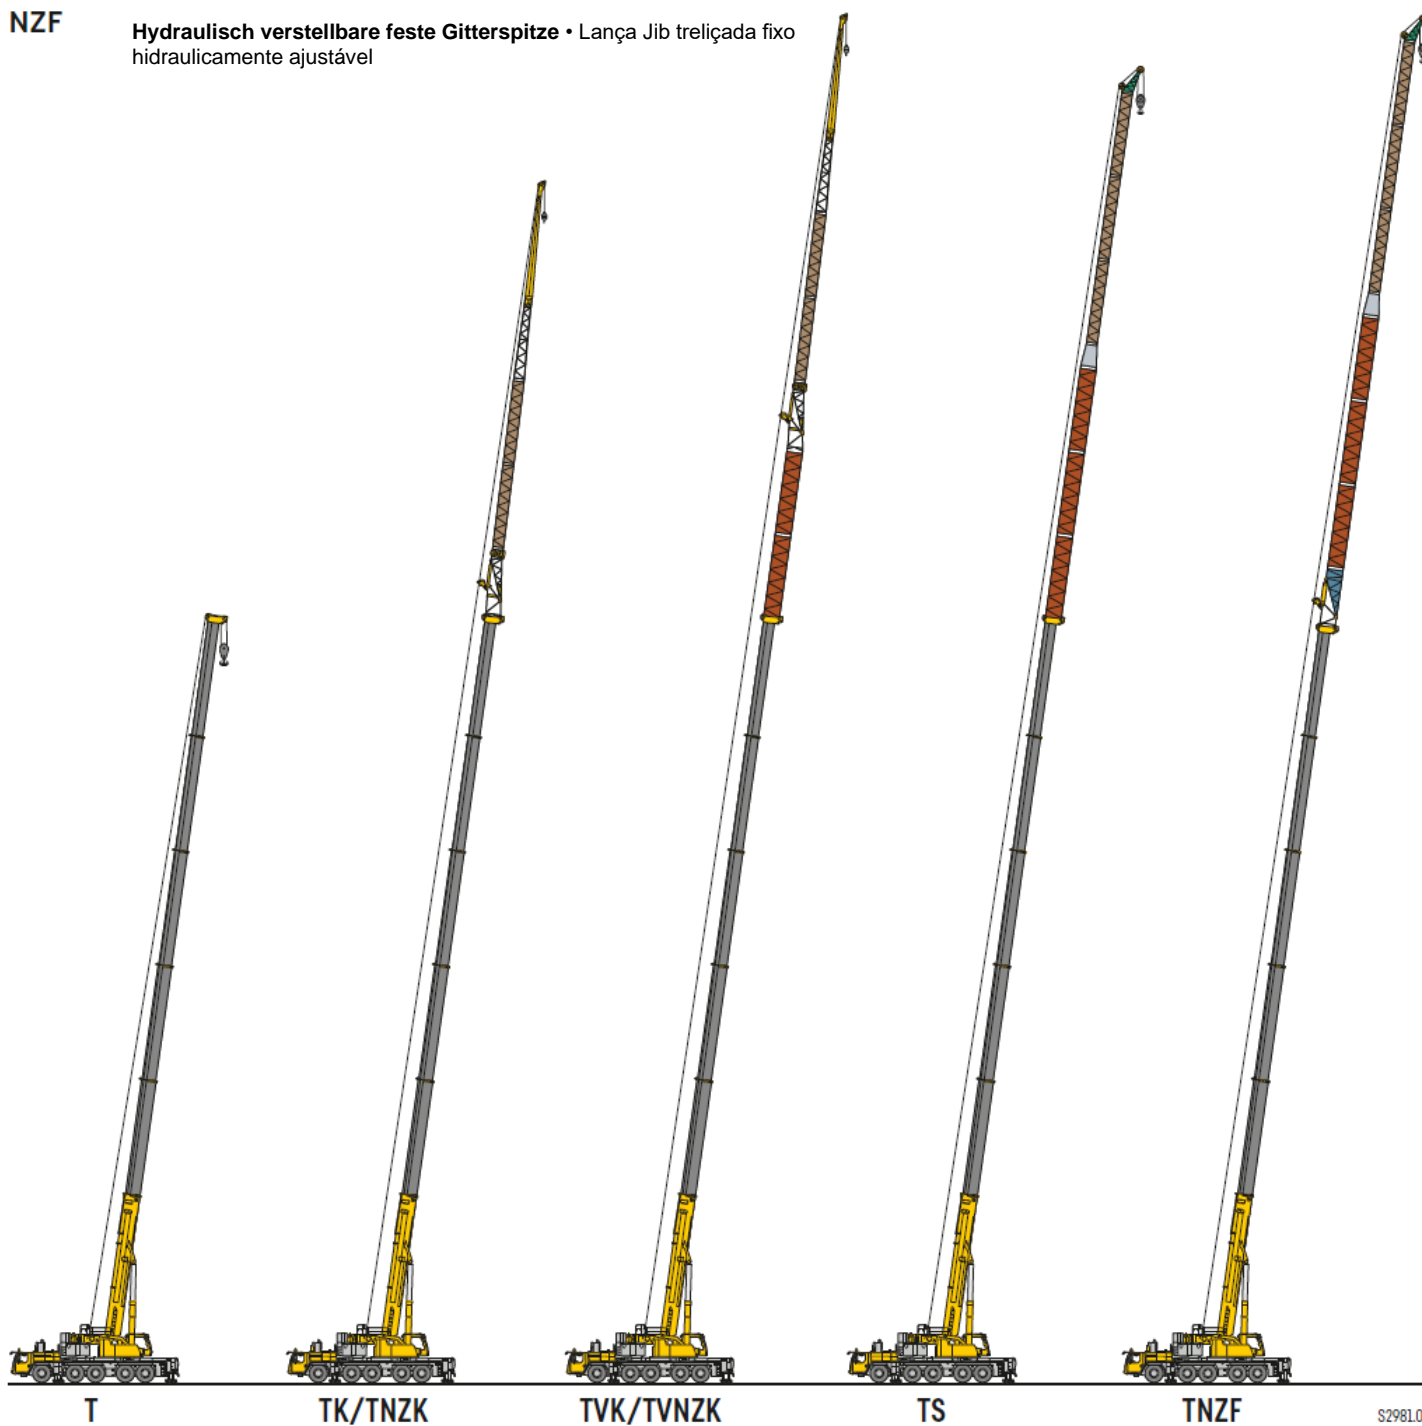 NZF
Hydraulisch verstellbare feste Gitterspitze • Lança Jib treliçada fixo
hidraulicamente ajustável
T
TK/TNZK
TVK/TVNZK
TS
TNZF
S2981.0